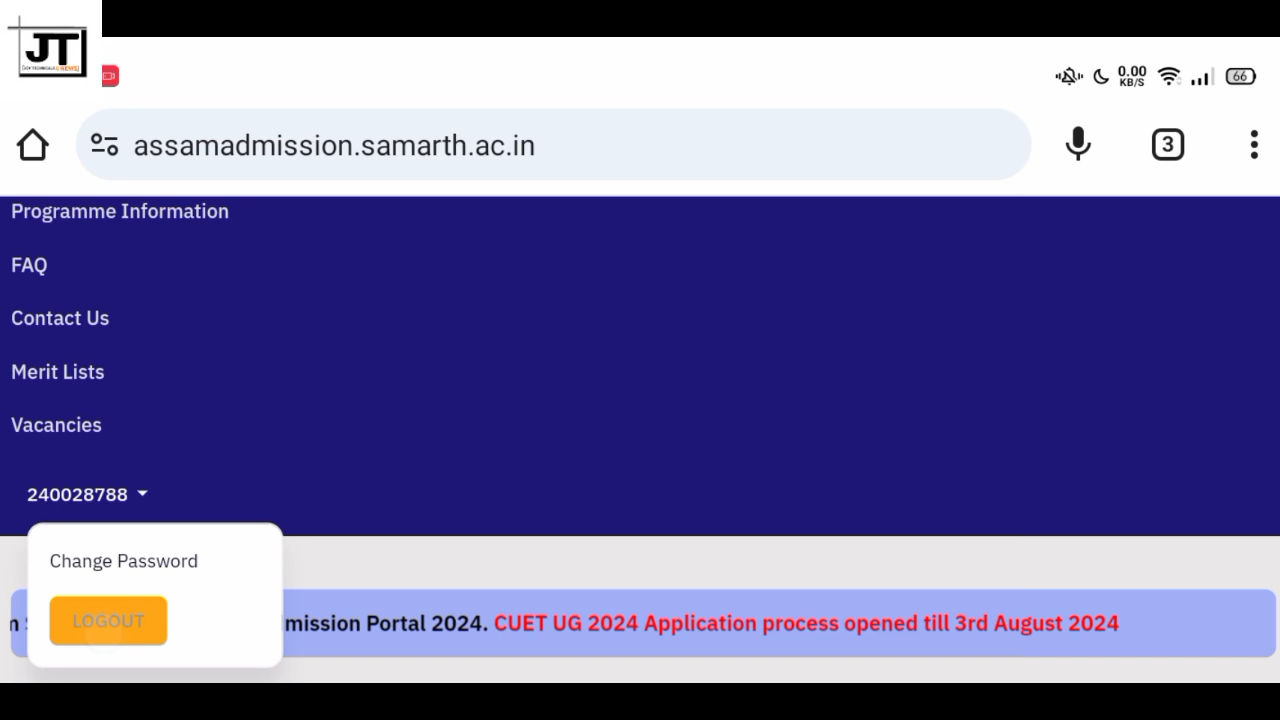 JT
0.00
KB/S
66
assamadmission.samarth.ac.in
3
Programme Information
FAQ
Contact Us
Merit Lists
Vacancies
240028788
Change Password
LOGOUT
mission Portal 2024. CUET UG 2024 Application process opened till 3rd August 2024